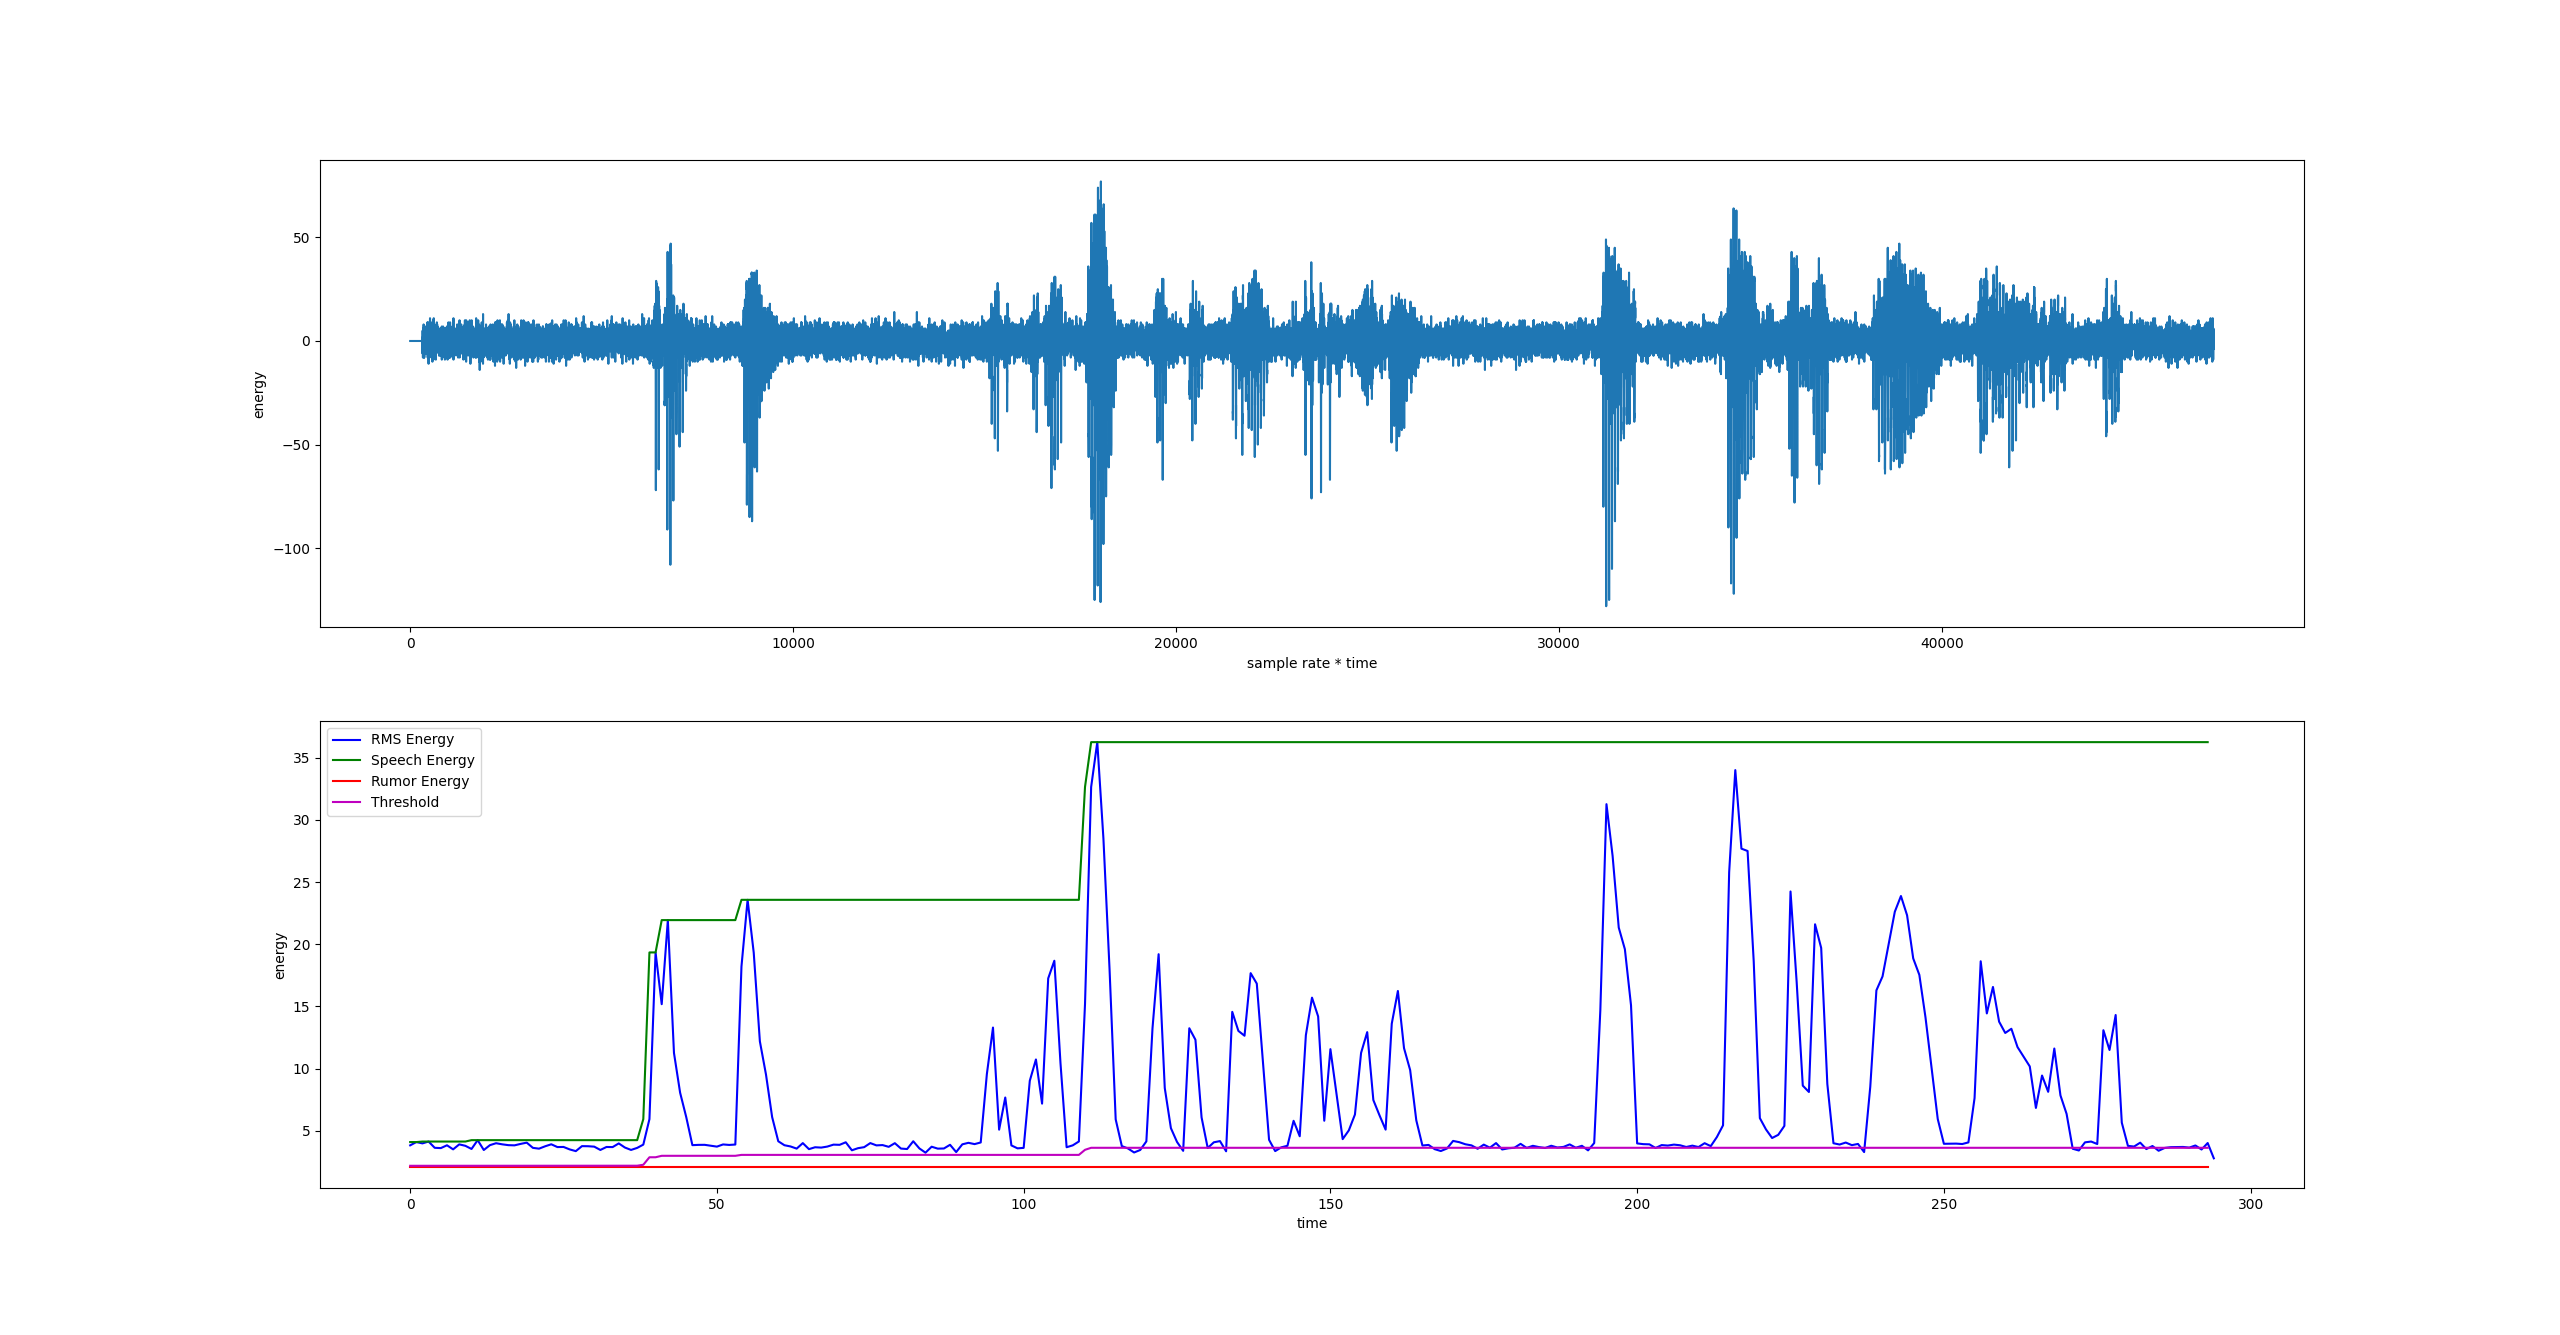 50
0
−50
−100
energy
0 10000 20000 30000 40000
sample rate * time
RMS Energy
Speech Energy
Rumor Energy
Threshold
35
30
25
20
15
10
5
energy
0 50 100 150 200 250 300
time